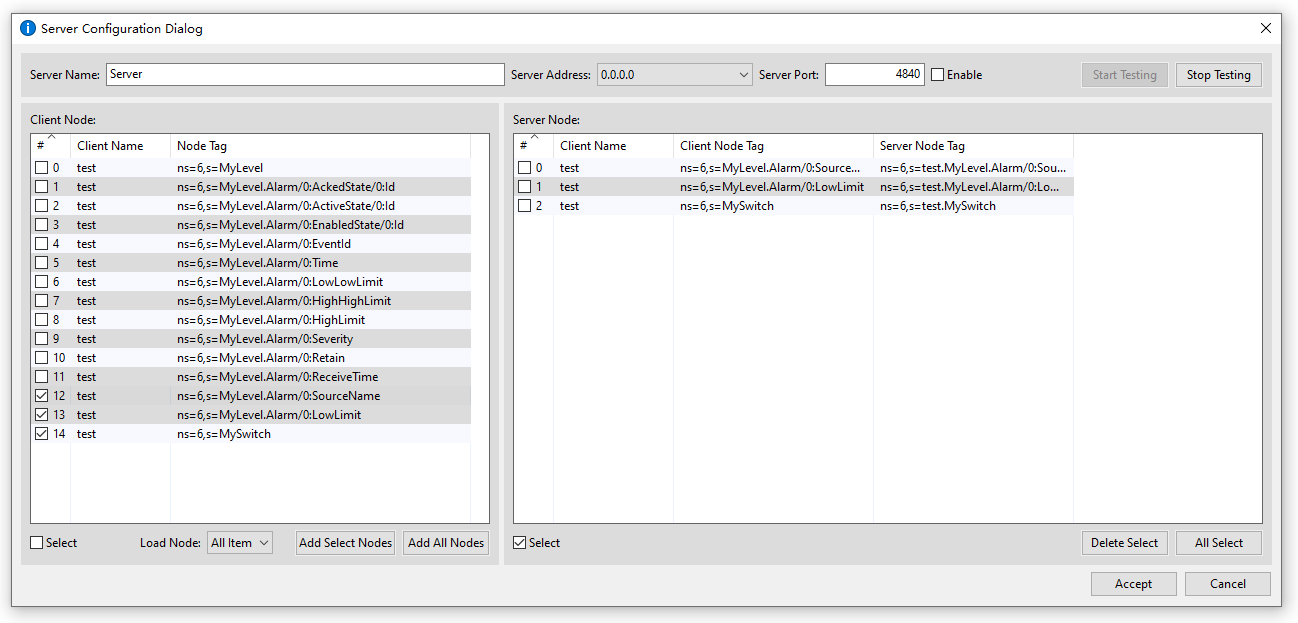 Server Configuration Dialog
Server Name: Server Server Address: 0.0.0.0 Server Port: 4840 Enable Start Testing Stop Testing
Client Node:
# Client Name Node Tag
0 test ns=6,s=MyLevel
1 test ns=6,s=MyLevel.Alarm/0:AckedState/0:Id
2 test ns=6,s=MyLevel.Alarm/0:ActiveState/0:Id
3 test ns=6,s=MyLevel.Alarm/0:EnabledState/0:Id
4 test ns=6,s=MyLevel.Alarm/0:EventId
5 test ns=6,s=MyLevel.Alarm/0:Time
6 test ns=6,s=MyLevel.Alarm/0:LowLowLimit
7 test ns=6,s=MyLevel.Alarm/0:HighHighLimit
8 test ns=6,s=MyLevel.Alarm/0:HighLimit
9 test ns=6,s=MyLevel.Alarm/0:Severity
10 test ns=6,s=MyLevel.Alarm/0:Retain
11 test ns=6,s=MyLevel.Alarm/0:ReceiveTime
12 test ns=6,s=MyLevel.Alarm/0:SourceName
13 test ns=6,s=MyLevel.Alarm/0:LowLimit
14 test ns=6,s=MySwitch
Select Load Node: All Item Add Select Nodes Add All Nodes
Server Node:
# Client Name Client Node Tag Server Node Tag
0 test ns=6,s=MyLevel.Alarm/0:Source... ns=6,s=test.MyLevel.Alarm/0:Sou...
1 test ns=6,s=MyLevel.Alarm/0:LowLimit ns=6,s=test.MyLevel.Alarm/0:Lo...
2 test ns=6,s=MySwitch ns=6,s=test.MySwitch
Select Delete Select All Select
Accept Cancel